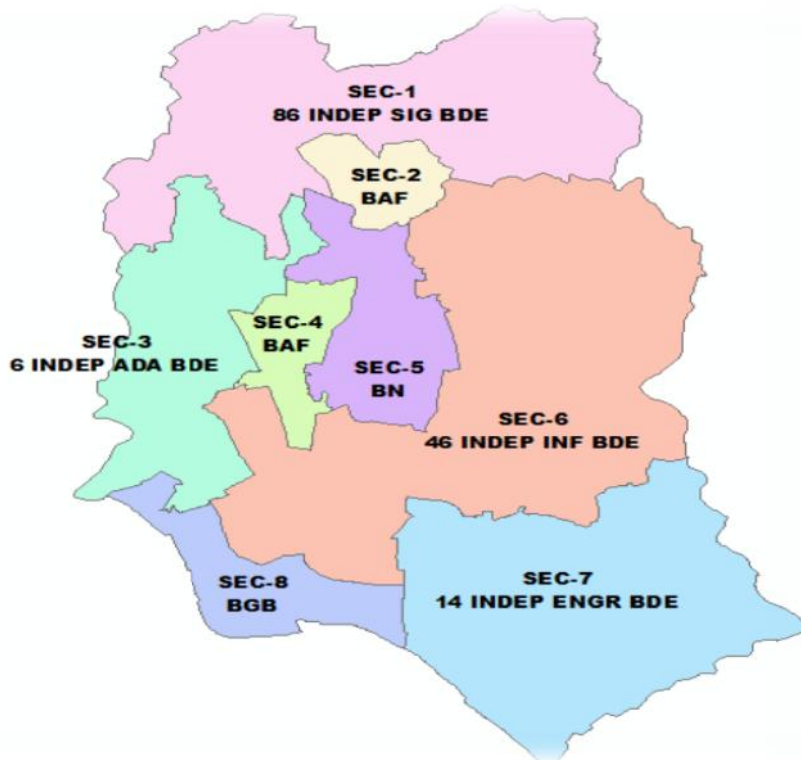 SEC-1
86 INDEP SIG BDE
SEC-2
BAF
SEC-3
6 INDEP ADA BDE
SEC-4
BAF
SEC-5
BN
SEC-6
46 INDEP INF BDE
SEC-7
14 INDEP ENGR BDE
SEC-8
BGB